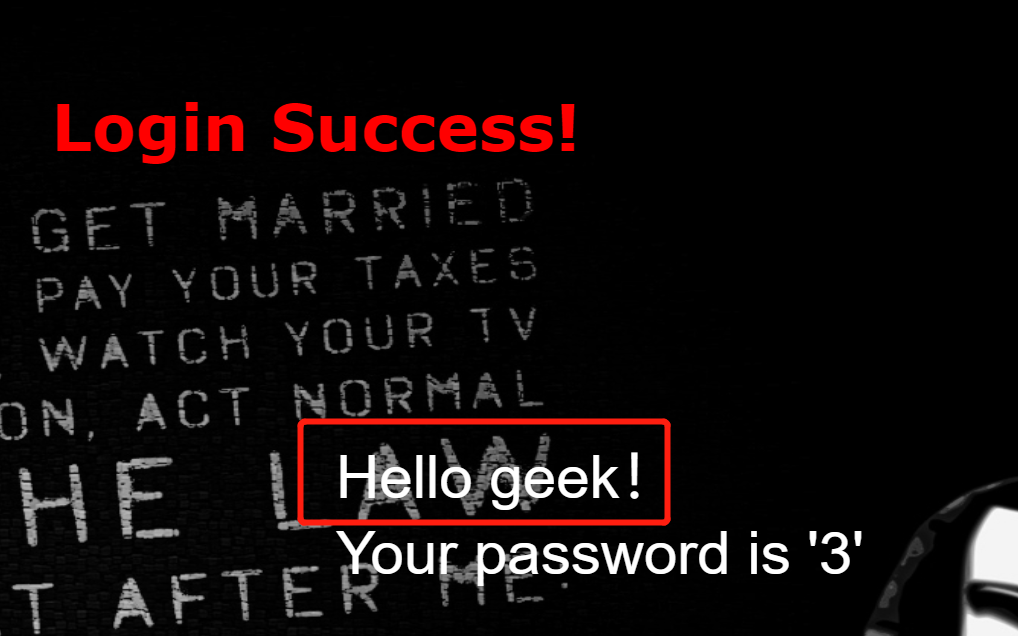 Login Success!
GET MARRIED
PAY YOUR TAXES
WATCH YOUR TV
ON, ACT NORMAL
HE LAW
Hello geek!
Your password is '3'
T AFTER ME.